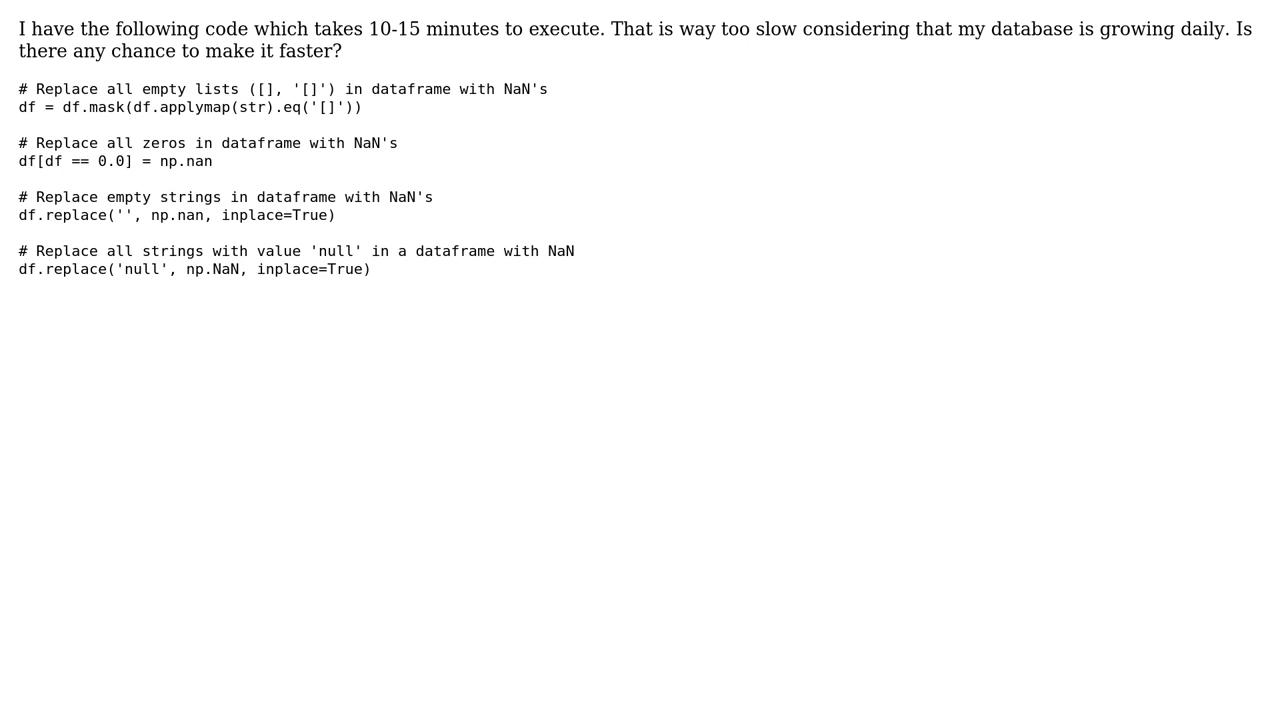 I have the following code which takes 10-15 minutes to execute. That is way too slow considering that my database is growing daily. Is
there any chance to make it faster?
# Replace all empty lists ([], '[]') in dataframe with NaN's
df = df.mask(df.applymap(str).eq('[]'))
# Replace all zeros in dataframe with NaN's
df[df == 0.0] = np.nan
# Replace empty strings in dataframe with NaN's
df.replace('', np.nan, inplace=True)
# Replace all strings with value 'null' in a dataframe with NaN
df.replace('null', np.NaN, inplace=True)